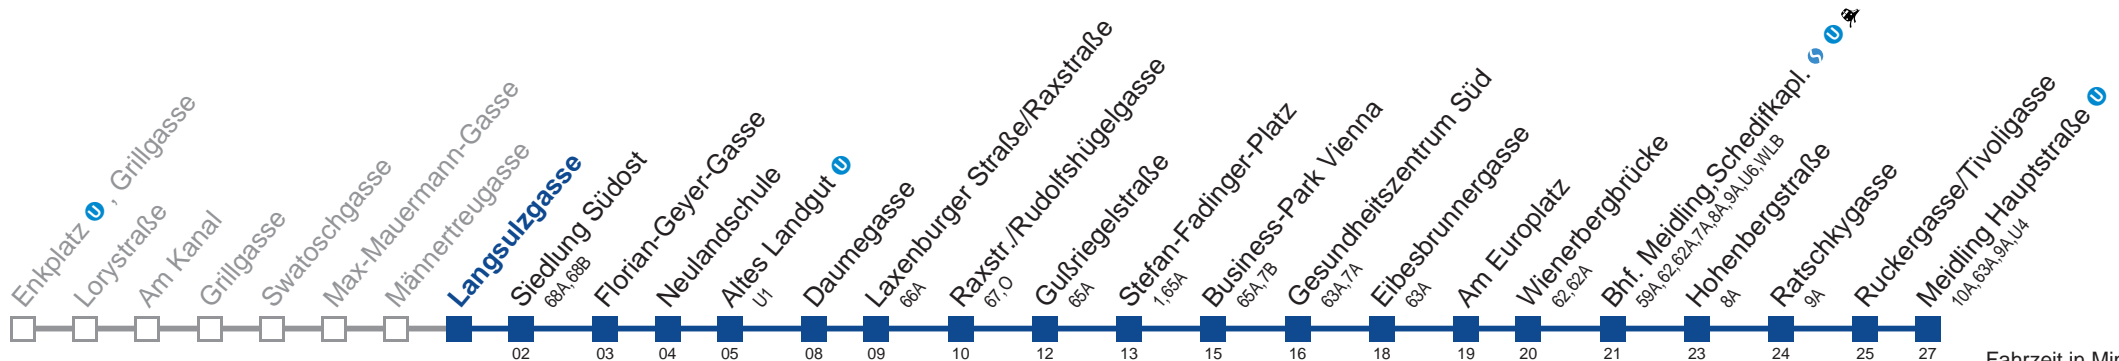 Enkplatz U , Grillgasse
Lorystraße
Am Kanal
Grillgasse
Swatoschgasse
Max-Mauermann-Gasse
Männertreugasse
Langsulzgasse
Siedlung Südost
68A,68B
Florian-Geyer-Gasse
Neulandschule
Altes Landgut U
U1
Daumegasse
Laxenburger Straße/Raxstraße
66A
Raxstr./Rudolfshügelgasse
67,O
Gußriegelstraße
65A
Stefan-Fadinger-Platz
1,65A
Business-Park Vienna
65A,7B
Gesundheitszentrum Süd
63A,7A
Eibesbrunnergasse
63A
Am Europlatz
Wienerbergbrücke
62,62A
Bhf. Meidling,Schedifkapl. S U
59A,62,62A,7A,8A,9A,U6,WLB
Hohenbergstraße
8A
Ratschkygasse
9A
Ruckergasse/Tivoligasse
Meidling Hauptstraße U
10A,63A,9A,U4
02 03 04 05 08 09 10 12 13 15 16 18 19 20 21 23 24 25 27
Fahrzeit in Min